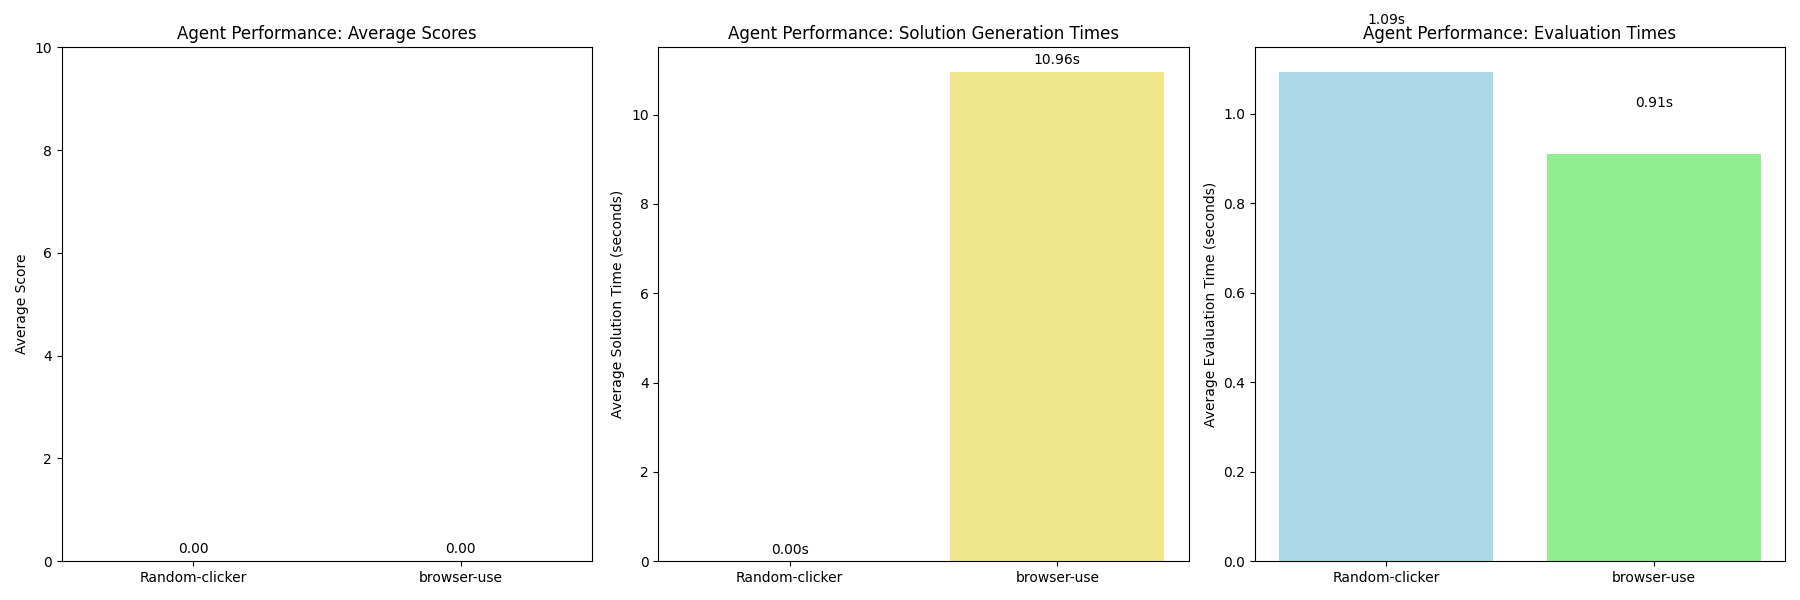 Agent Performance: Average Scores
Average Score
10
8
6
4
2
0
0.00
0.00
Random-clicker
browser-use
Agent Performance: Solution Generation Times
Average Solution Time (seconds)
10
8
6
4
2
0
0.00s
10.96s
Random-clicker
browser-use
1.09s
Agent Performance: Evaluation Times
Average Evaluation Time (seconds)
1.0
0.8
0.6
0.4
0.2
0.0
0.91s
Random-clicker
browser-use